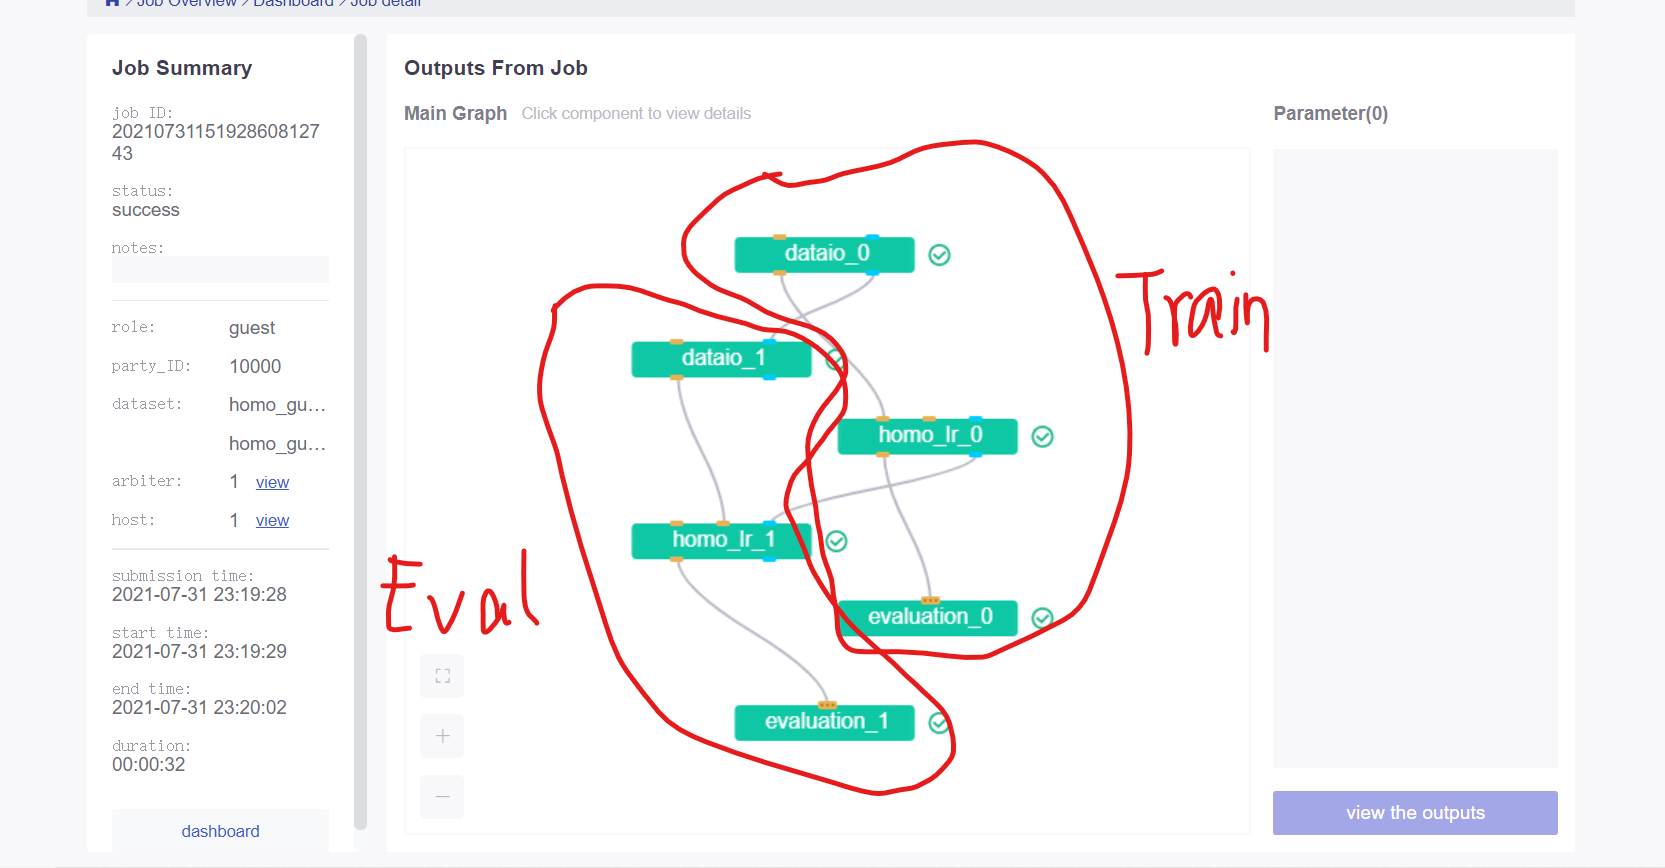 Job Overview / Dashboard / Job detail
Job Summary
job ID:
20210731151928608127
43
status:
success
notes:
role: guest
party_ID: 10000
dataset: homo_gu...
homo_gu...
arbiter: 1 view
host: 1 view
submission time:
2021-07-31 23:19:28
start time:
2021-07-31 23:19:29
end time:
2021-07-31 23:20:02
duration:
00:00:32
dashboard
Outputs From Job
Main Graph Click component to view details
dataio_0
dataio_1
homo_lr_0
homo_lr_1
evaluation_0
evaluation_1
Train
Eval
Parameter(0)
view the outputs